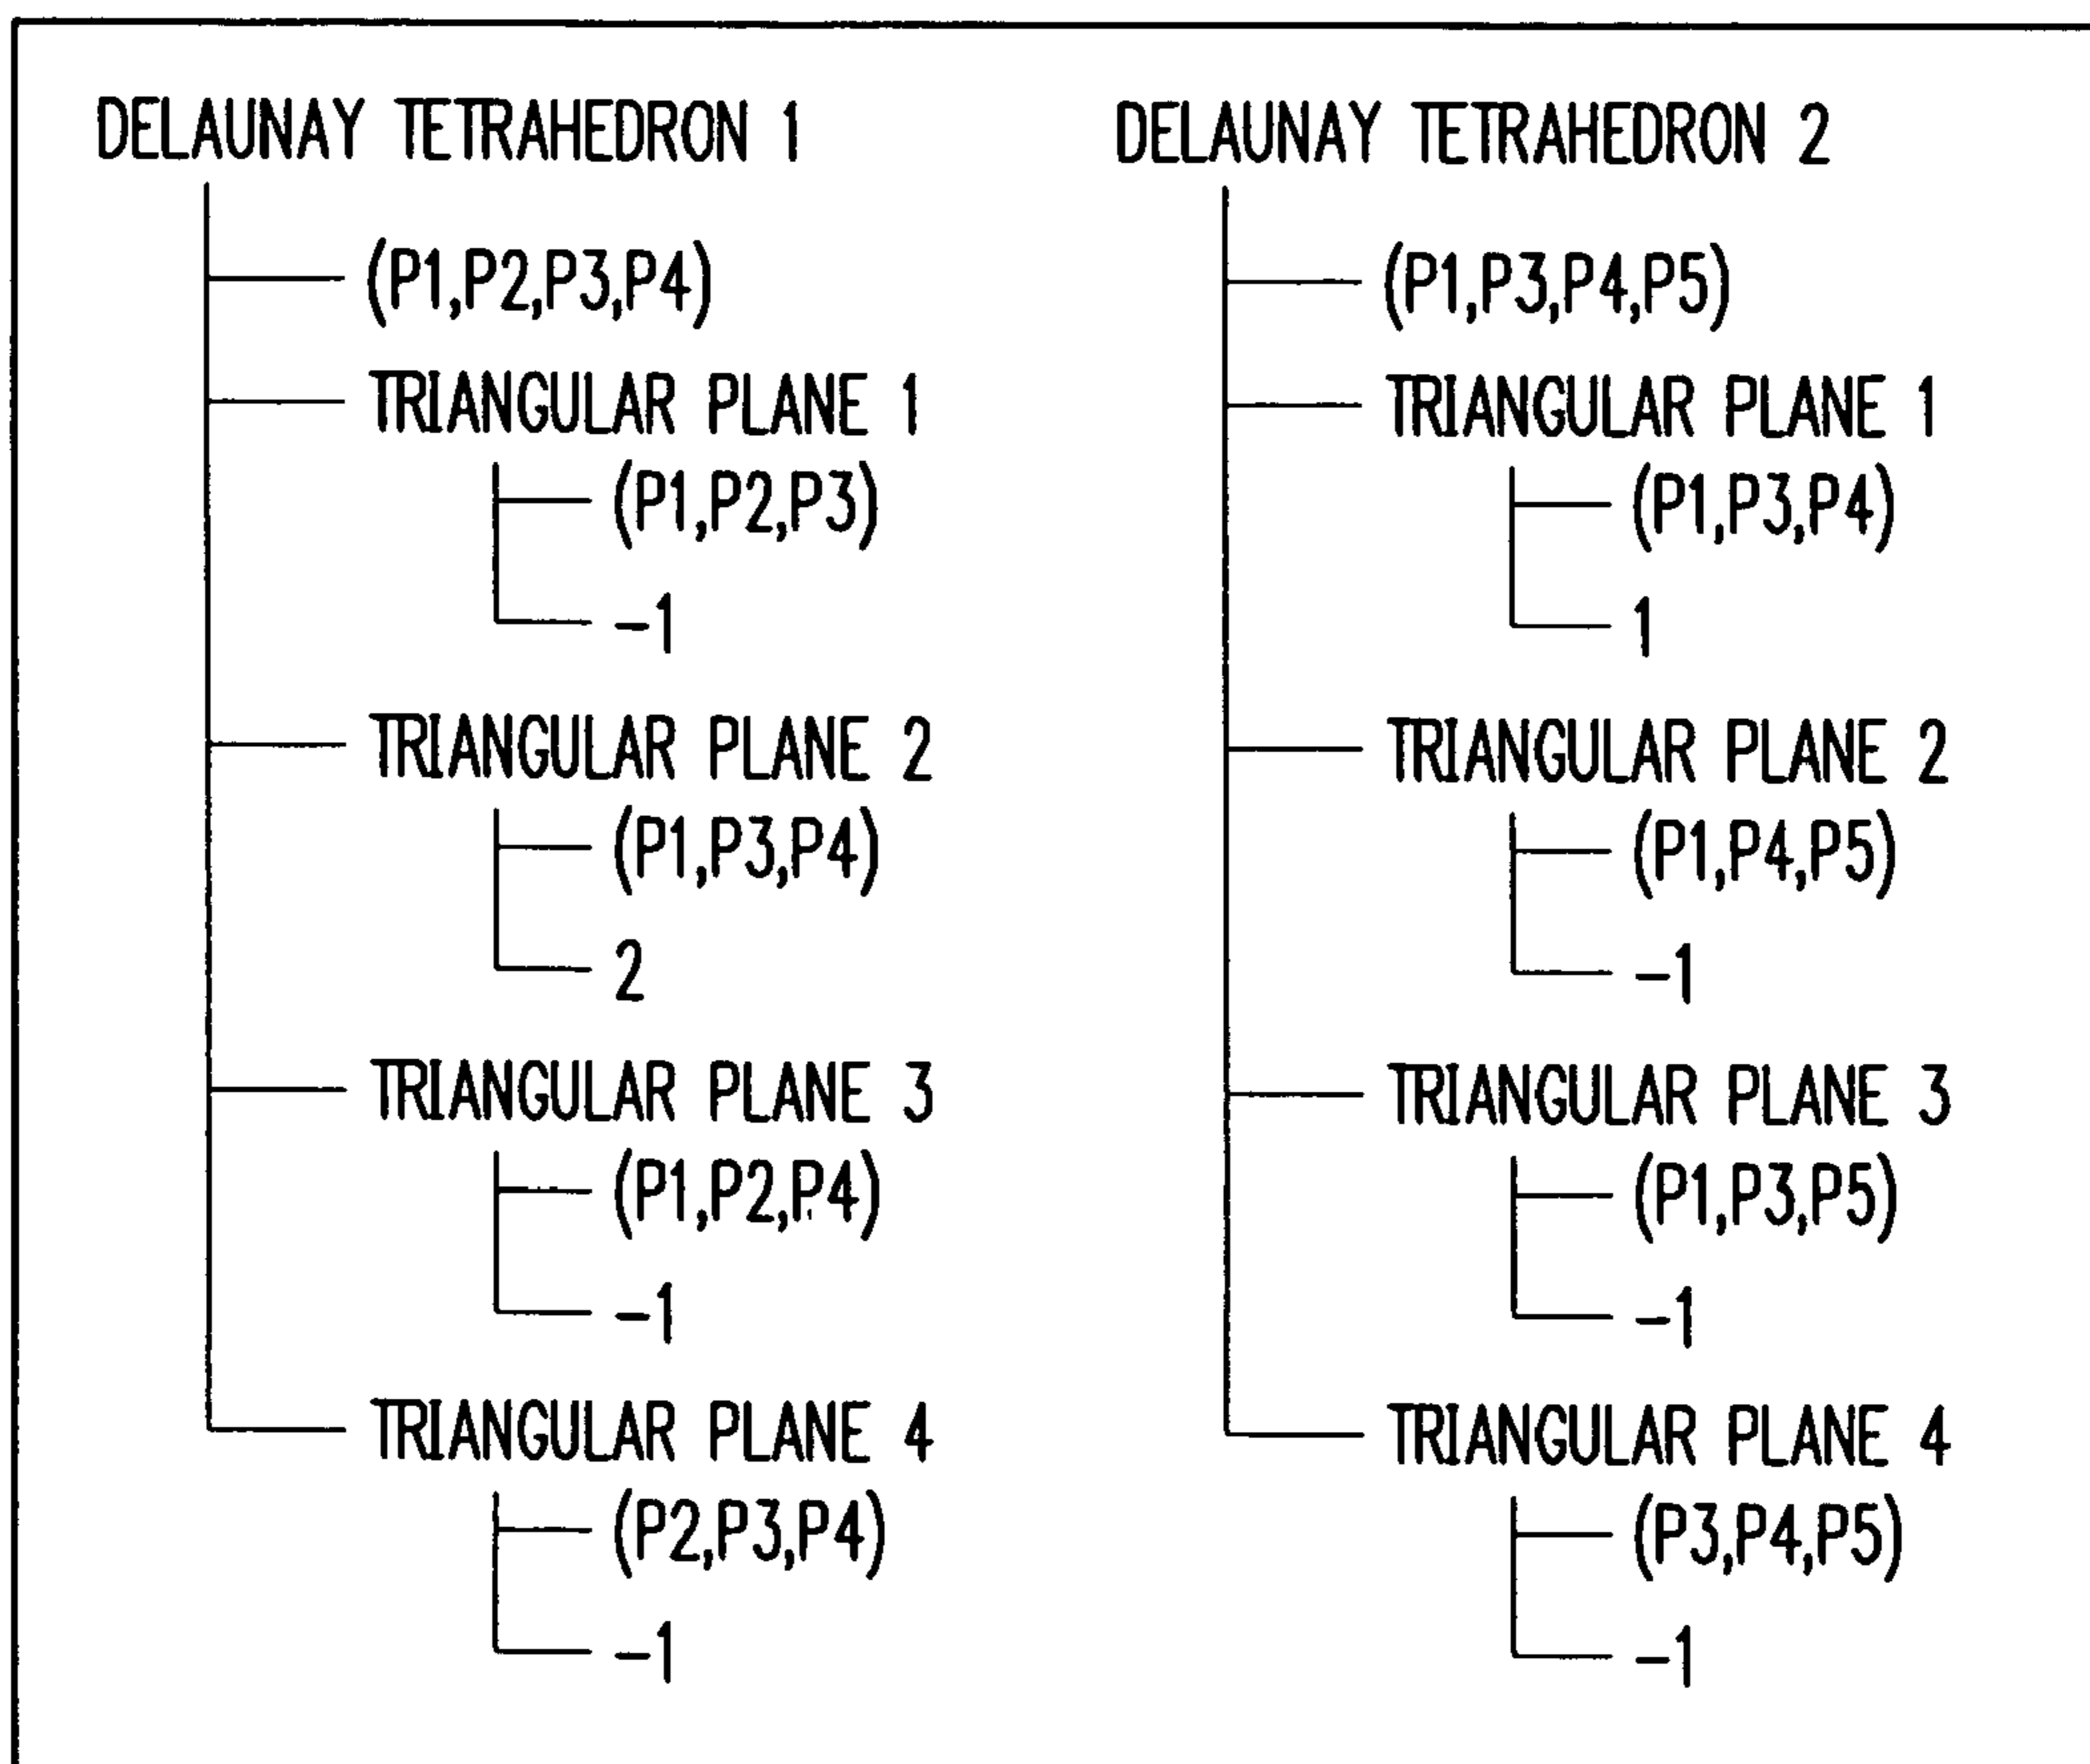 DELAUNAY TETRAHEDRON 1
(P1,P2,P3,P4)
TRIANGULAR PLANE 1
(P1,P2,P3)
-1
TRIANGULAR PLANE 2
(P1,P3,P4)
2
TRIANGULAR PLANE 3
(P1,P2,P4)
-1
TRIANGULAR PLANE 4
(P2,P3,P4)
-1
DELAUNAY TETRAHEDRON 2
(P1,P3,P4,P5)
TRIANGULAR PLANE 1
(P1,P3,P4)
1
TRIANGULAR PLANE 2
(P1,P4,P5)
-1
TRIANGULAR PLANE 3
(P1,P3,P5)
-1
TRIANGULAR PLANE 4
(P3,P4,P5)
-1